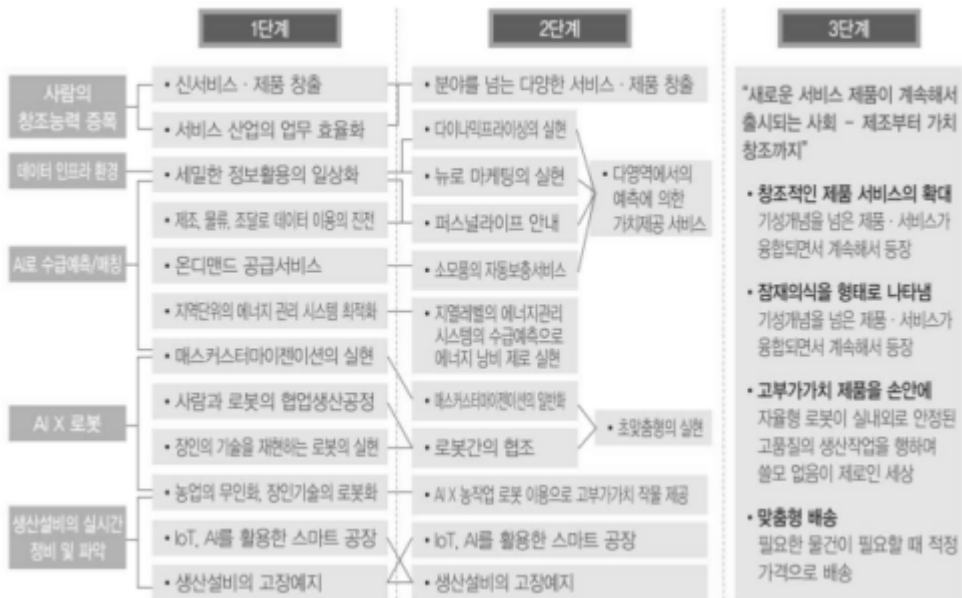 1단계
2단계
3단계
사람의
창조능력 증폭
데이터 인프라 환경
AI로 수급예측/매칭
AI X 로봇
생산설비의 실시간
정비 및 파악
• 신서비스 · 제품 창출
• 서비스 산업의 업무 효율화
• 세밀한 정보활용의 일상화
• 제조, 물류, 조달로 데이터 이용의 진전
• 온디맨드 공급서비스
• 지역단위의 에너지 관리 시스템 최적화
• 매스커스터마이젠이션의 실현
• 사람과 로봇의 협업생산공정
• 장인의 기술을 재현하는 로봇의 실현
• 농업의 무인화, 장인기술의 로봇화
• IoT, AI를 활용한 스마트 공장
• 생산설비의 고장예지
• 분야를 넘는 다양한 서비스 · 제품 창출
• 다이나믹프라이싱의 실현
• 뉴로 마케팅의 실현
• 퍼스널라이프 안내
• 소모품의 자동보충서비스
• 다영역에서의
예측에 의한
가치제공 서비스
• 지열레벨의 에너지관리
시스템의 수급예측으로
에너지 낭비 제로 실현
• 매스커스터마이젠이션의 일반화
• 로봇간의 협조
• 초맞춤형의 실현
• AI X 농작업 로봇 이용으로 고부가가치 작물 제공
• IoT, AI를 활용한 스마트 공장
• 생산설비의 고장예지
"새로운 서비스 제품이 계속해서
출시되는 사회 - 제조부터 가치
창조까지"
• 창조적인 제품 서비스의 확대
기성개념을 넘은 제품 · 서비스가
융합되면서 계속해서 등장
• 잠재의식을 형태로 나타냄
기성개념을 넘은 제품 · 서비스가
융합되면서 계속해서 등장
• 고부가가치 제품을 손안에
자율형 로봇이 실내외로 안정된
고품질의 생산작업을 행하며
쓸모 없음이 제로인 세상
• 맞춤형 배송
필요한 물건이 필요할 때 적정
가격으로 배송